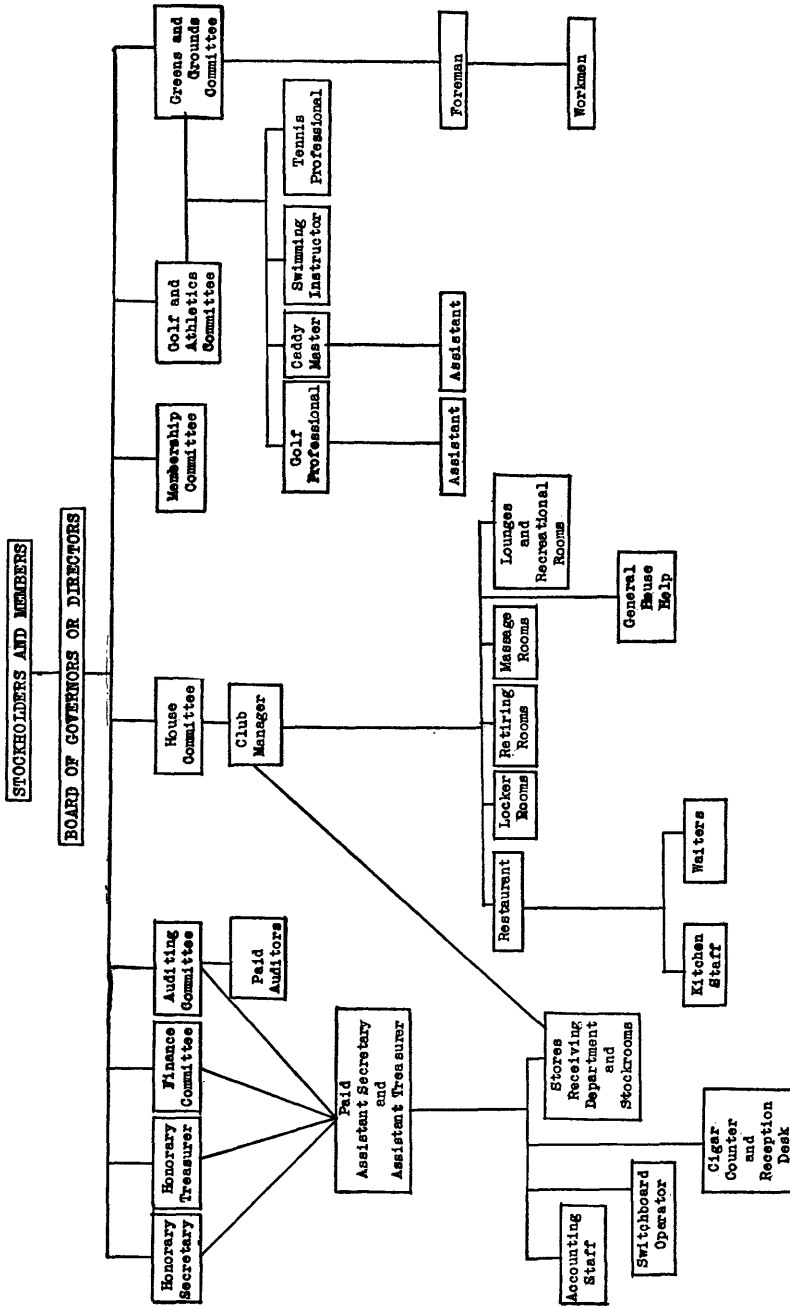 STOCKHOLDERS AND MEMBERS
BOARD OF GOVERNORS OR DIRECTORS
Honorary
Secretary
Honorary
Treasurer
Finance
Committee
Auditing
Committee
House
Committee
Membership
Committee
Golf and
Athletics
Committee
Greens and
Grounds
Committee
Paid
Auditors
Club
Manager
Golf
Professional
Caddy
Master
Swimming
Instructor
Tennis
Professional
Paid
Assistant Secretary
and
Assistant Treasurer
Assistant
Assistant
Foreman
Restaurant
Locker
Rooms
Retiring
Rooms
Massage
Rooms
Lounges
and
Recreational
Rooms
Workmen
Accounting
Staff
Stores
Receiving
Department
and
Stockrooms
General
House
Help
Switchboard
Operator
Kitchen
Staff
Waiters
Cigar
Counter
and
Reception
Desk